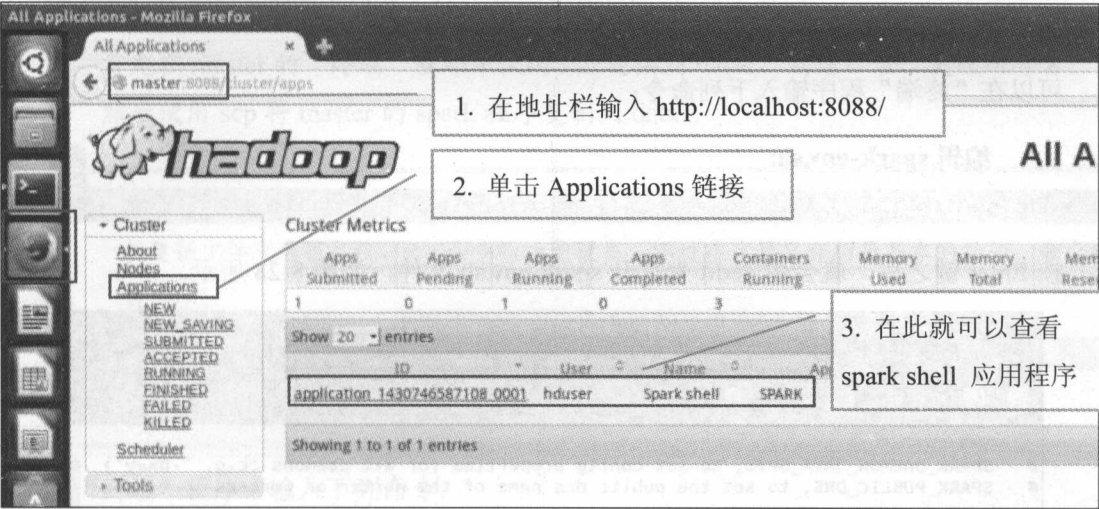 All Applications - Mozilla Firefox
All Applications
master:8088/cluster/apps
1. 在地址栏输入 http://localhost:8088/
hadoop
All A
2. 单击 Applications 链接
Cluster
About
Nodes
Applications
NEW
NEW_SAVING
SUBMITTED
ACCEPTED
RUNNING
FINISHED
FAILED
KILLED
Scheduler
Tools
Cluster Metrics
Apps Submitted Apps Pending Apps Running Apps Completed Containers Running Memory Used Memory Total Mem Reser
1 0 1 0 3
3. 在此就可以查看
spark shell 应用程序
Show 20 entries
ID User Name Ap
application_1430746587108_0001 hduser Spark shell SPARK
Showing 1 to 1 of 1 entries